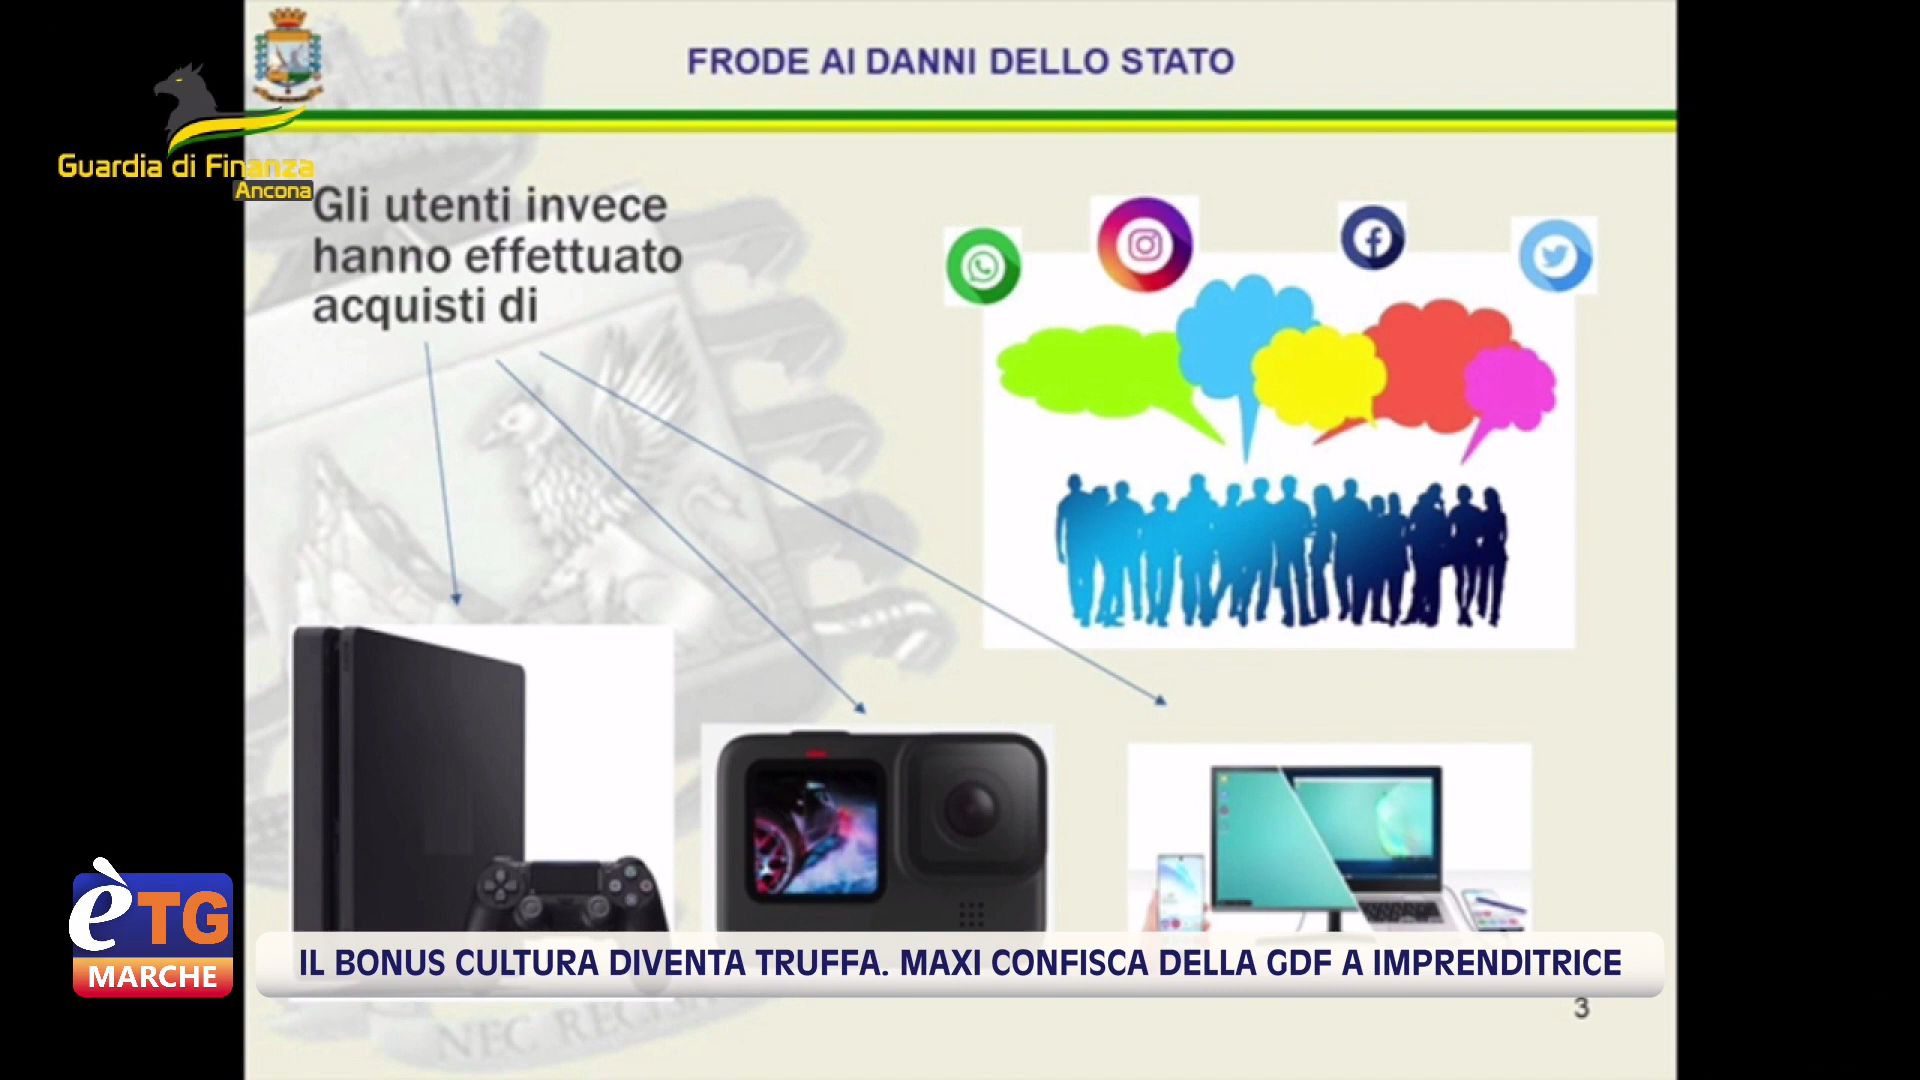 FRODE AI DANNI DELLO STATO
Guardia di Finanza
Ancona
Gli utenti invece
hanno effettuato
acquisti di
è TG
MARCHE
IL BONUS CULTURA DIVENTA TRUFFA. MAXI CONFISCA DELLA GDF A IMPRENDITRICE
3
NEC